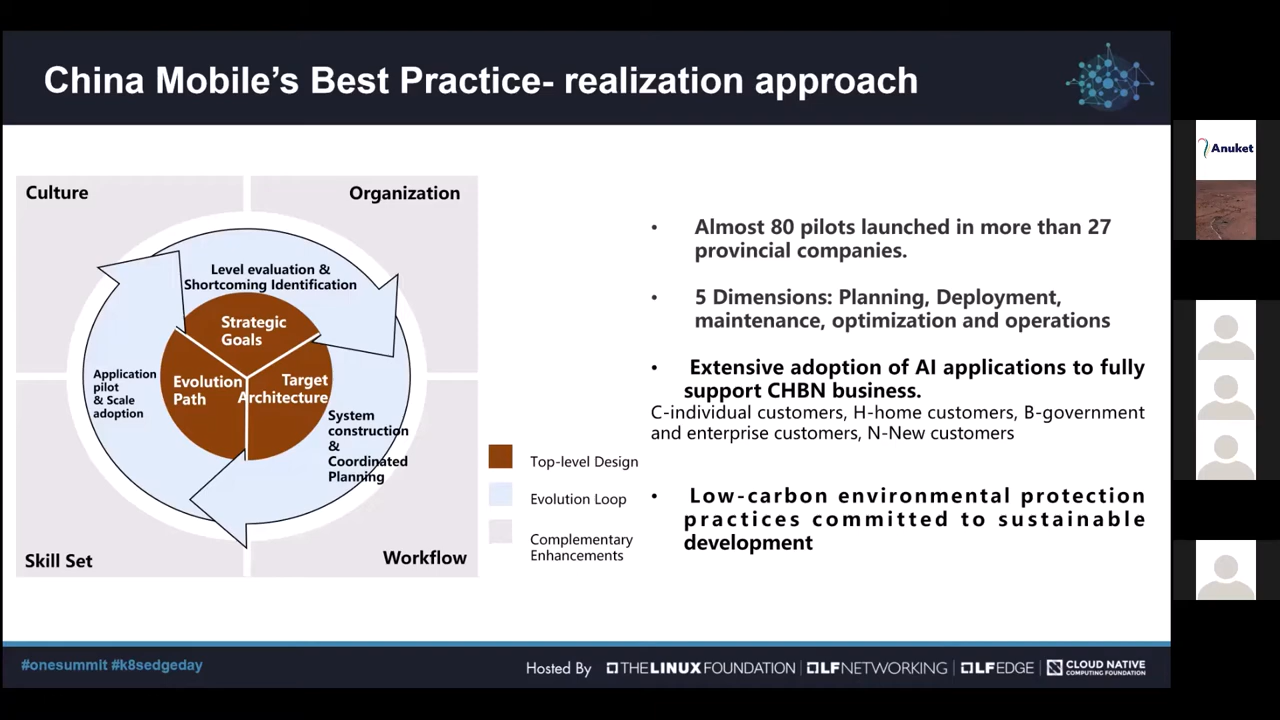 China Mobile's Best Practice- realization approach
Culture
Organization
Level evaluation &
Shortcoming Identification
Strategic
Goals
Evolution
Path
Target
Architecture
Application
pilot
& Scale
adoption
System
construction
&
Coordinated
Planning
Skill Set
Workflow
Top-level Design
Evolution Loop
Complementary
Enhancements
• Almost 80 pilots launched in more than 27
provincial companies.
• 5 Dimensions: Planning, Deployment,
maintenance, optimization and operations
• Extensive adoption of AI applications to fully
support CHBN business.
C-individual customers, H-home customers, B-government
and enterprise customers, N-New customers
• Low-carbon environmental protection
practices committed to sustainable
development
#onesummit #k8sedgeday
Hosted By
THE LINUX FOUNDATION
LF NETWORKING
LF EDGE
CLOUD NATIVE
COMPUTING FOUNDATION
Anuket